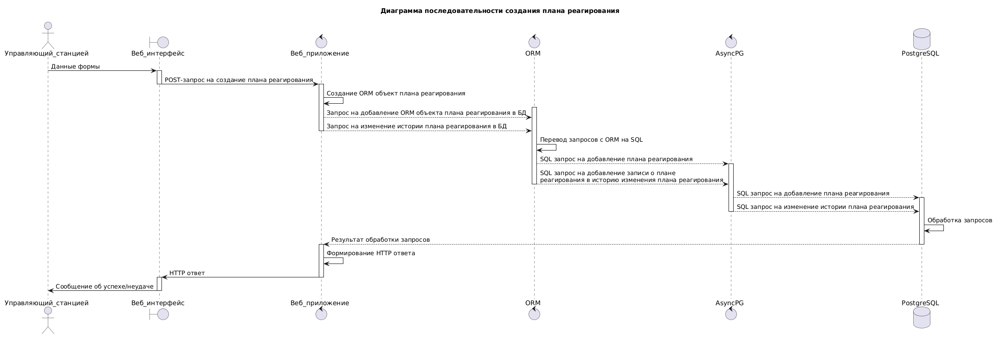 Диаграмма последовательности создания плана реагирования
Управляющий_станцией
Веб_интерфейс
Веб_приложение
ORM
AsyncPG
PostgreSQL
Данные формы
POST-запрос на создание плана реагирования
Создание ORM объект плана реагирования
Запрос на добавление ORM объекта плана реагирования в БД
Запрос на изменение истории плана реагирования в БД
Перевод запросов с ORM на SQL
SQL запрос на добавление плана реагирования
SQL запрос на добавление записи о плане
реагирования в историю изменения плана реагирования
SQL запрос на добавление плана реагирования
SQL запрос на изменение истории плана реагирования
Обработка запросов
Результат обработки запросов
Формирование HTTP ответа
HTTP ответ
Сообщение об успехе/неудаче
Управляющий_станцией
Веб_интерфейс
Веб_приложение
ORM
AsyncPG
PostgreSQL